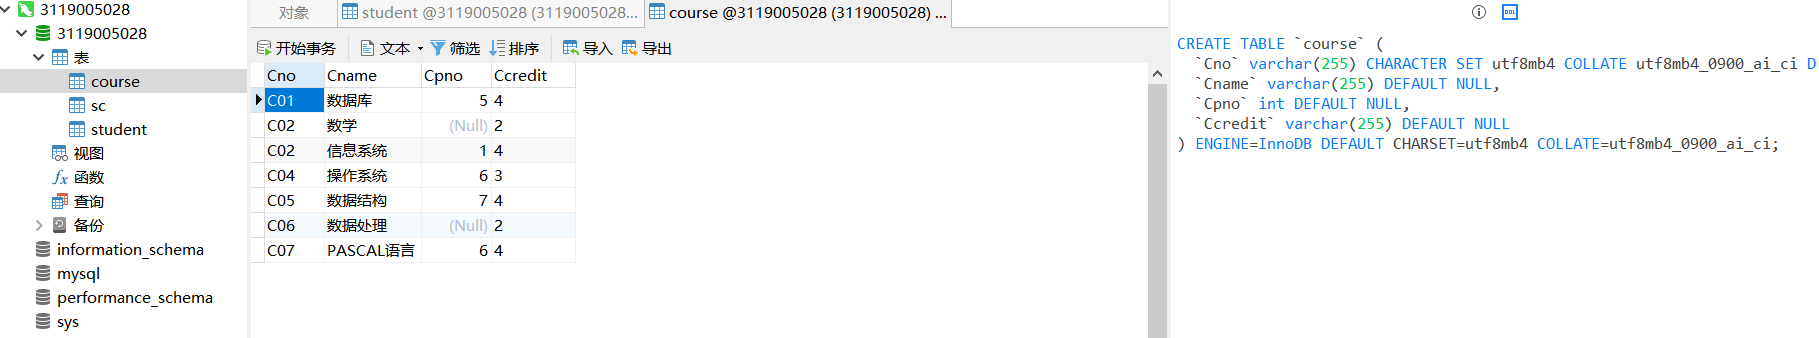 3119005028
3119005028
表
course
sc
student
视图
fx 函数
查询
备份
information_schema
mysql
performance_schema
sys
对象 student @3119005028 (3119005028... course @3119005028 (3119005028) ...
开始事务 文本 筛选 排序 导入 导出
Cno Cname Cpno Ccredit
C01 数据库 5 4
C02 数学 (Null) 2
C02 信息系统 1 4
C04 操作系统 6 3
C05 数据结构 7 4
C06 数据处理 (Null) 2
C07 PASCAL语言 6 4
DDL
CREATE TABLE `course` (
`Cno` varchar(255) CHARACTER SET utf8mb4 COLLATE utf8mb4_0900_ai_ci D
`Cname` varchar(255) DEFAULT NULL,
`Cpno` int DEFAULT NULL,
`Ccredit` varchar(255) DEFAULT NULL
) ENGINE=InnoDB DEFAULT CHARSET=utf8mb4 COLLATE=utf8mb4_0900_ai_ci;